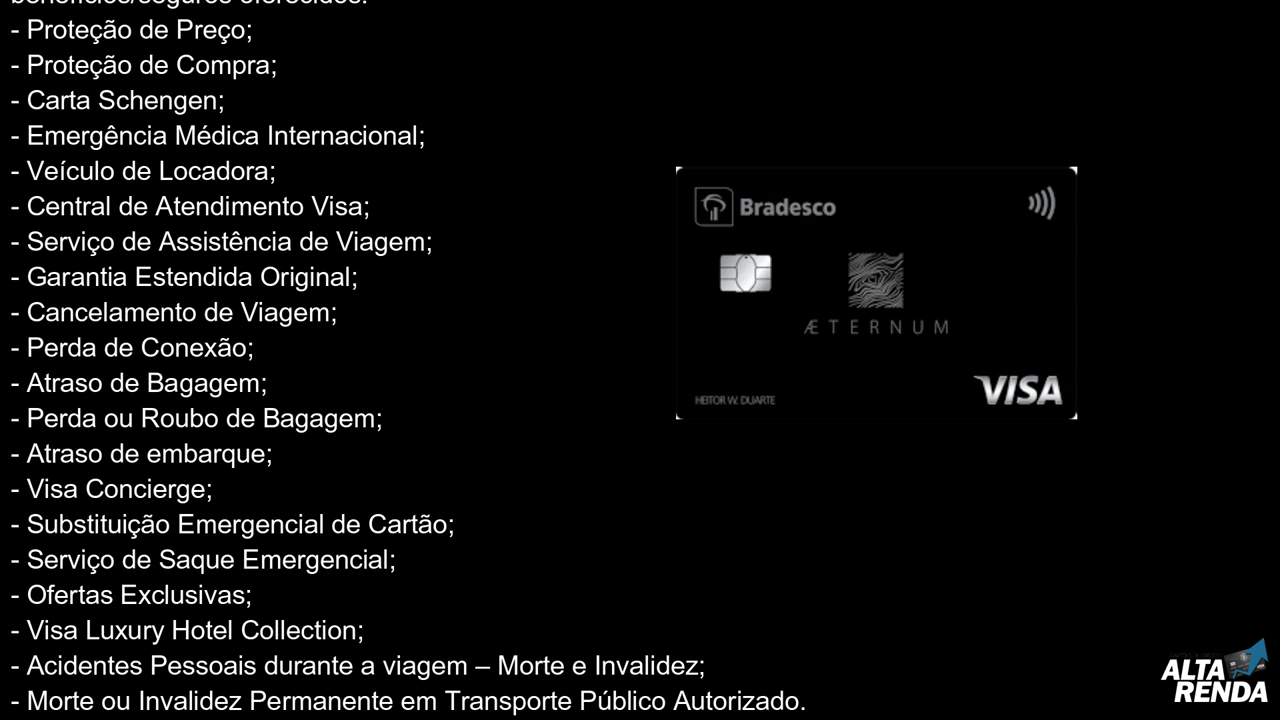 benefícios/seguros oferecidos:
- Proteção de Preço;
- Proteção de Compra;
- Carta Schengen;
- Emergência Médica Internacional;
- Veículo de Locadora;
- Central de Atendimento Visa;
- Serviço de Assistência de Viagem;
- Garantia Estendida Original;
- Cancelamento de Viagem;
- Perda de Conexão;
- Atraso de Bagagem;
- Perda ou Roubo de Bagagem;
- Atraso de embarque;
- Visa Concierge;
- Substituição Emergencial de Cartão;
- Serviço de Saque Emergencial;
- Ofertas Exclusivas;
- Visa Luxury Hotel Collection;
- Acidentes Pessoais durante a viagem – Morte e Invalidez;
- Morte ou Invalidez Permanente em Transporte Público Autorizado.
Bradesco
ÆTERNUM
VISA
HEITOR W. DUARTE
ALTA
RENDA